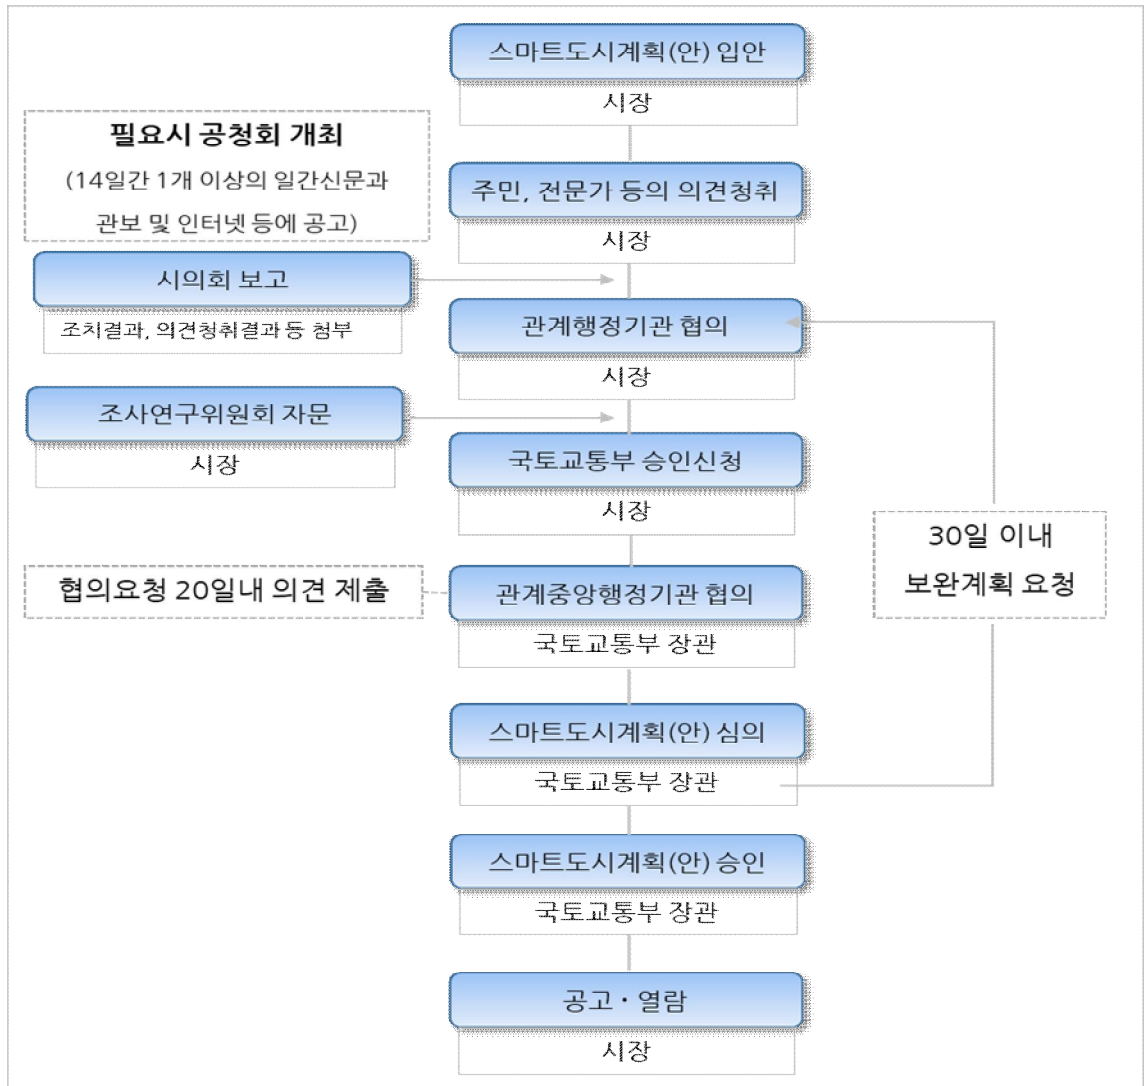 스마트도시계획(안) 입안
시장
필요시 공청회 개최
(14일간 1개 이상의 일간신문과
관보 및 인터넷 등에 공고)
주민, 전문가 등의 의견청취
시장
시의회 보고
조치결과, 의견청취결과 등 첨부
관계행정기관 협의
시장
조사연구위원회 자문
시장
국토교통부 승인신청
시장
30일 이내
보완계획 요청
협의요청 20일내 의견 제출
관계중앙행정기관 협의
국토교통부 장관
스마트도시계획(안) 심의
국토교통부 장관
스마트도시계획(안) 승인
국토교통부 장관
공고・열람
시장